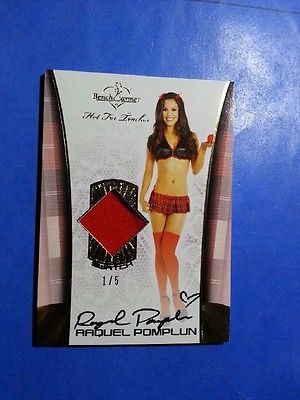 BenchWarmer
Hot For Teacher
1/5
Raquel Pomplun
RAQUEL POMPLUN